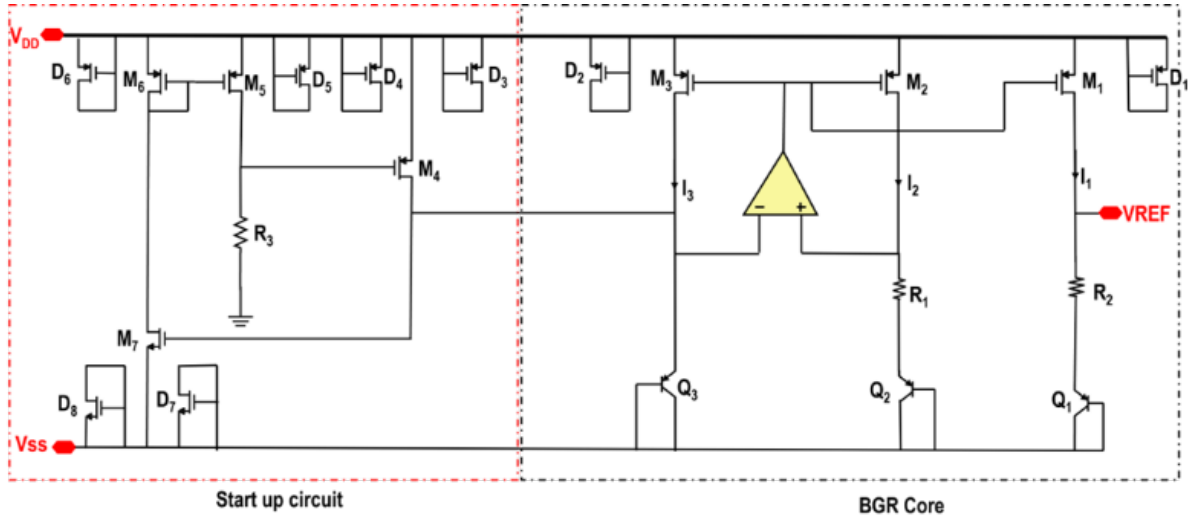 V_DD
D₆
M₆
M₅
D₅
D₄
D₃
D₂
M₃
M₂
M₁
D₁
M₄
I₃
I₂
I₁
− +
VREF
R₃
R₁
R₂
M₇
D₈
D₇
Q₃
Q₂
Q₁
Vss
Start up circuit
BGR Core